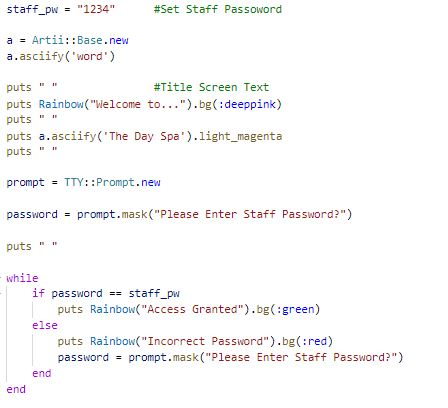 staff_pw = "1234"      #Set Staff Passoword
a = Artii::Base.new
a.asciify('word')
puts " "               #Title Screen Text
puts Rainbow("Welcome to...").bg(:deeppink)
puts " "
puts a.asciify('The Day Spa').light_magenta
puts " "
prompt = TTY::Prompt.new
password = prompt.mask("Please Enter Staff Password?")
puts " "
while
    if password == staff_pw
        puts Rainbow("Access Granted").bg(:green)
    else
        puts Rainbow("Incorrect Password").bg(:red)
        password = prompt.mask("Please Enter Staff Password?")
    end
end